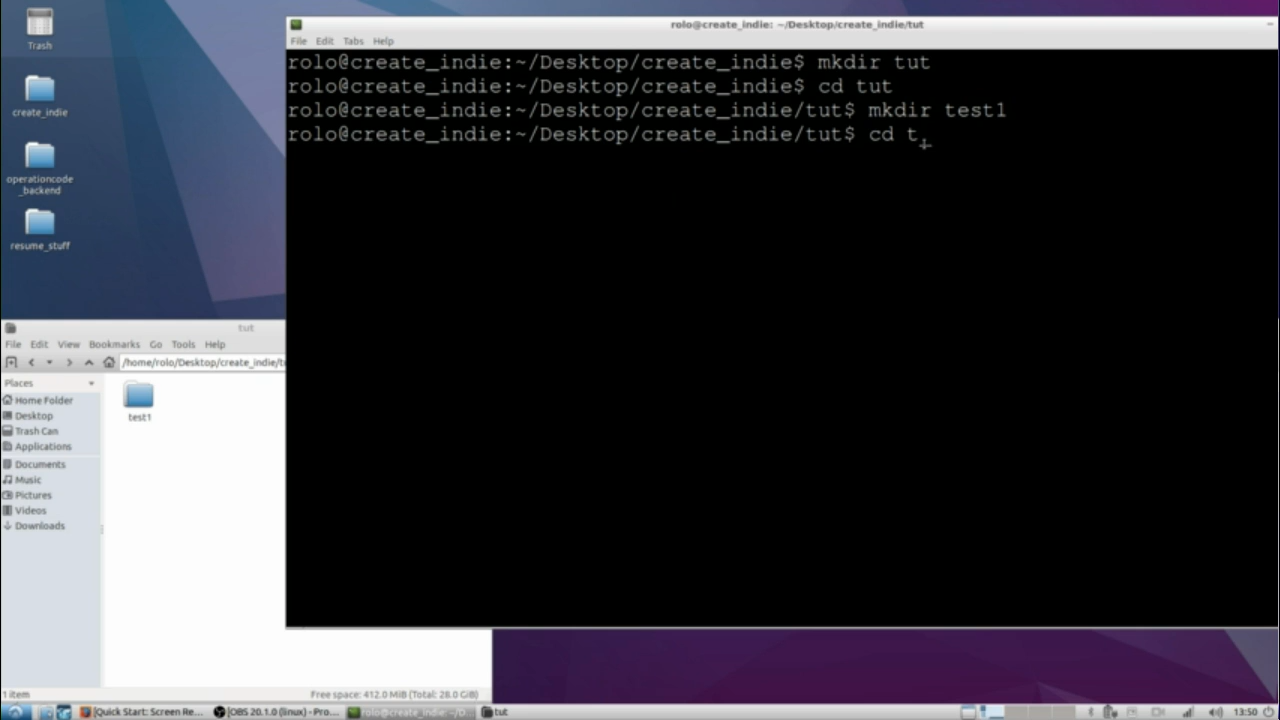 Trash
create_indie
operationcode
_backend
resume_stuff
rolo@create_indie: ~/Desktop/create_indie/tut
File Edit Tabs Help
rolo@create_indie:~/Desktop/create_indie$ mkdir tut
rolo@create_indie:~/Desktop/create_indie$ cd tut
rolo@create_indie:~/Desktop/create_indie/tut$ mkdir test1
rolo@create_indie:~/Desktop/create_indie/tut$ cd t
tut
File Edit View Bookmarks Go Tools Help
/home/rolo/Desktop/create_indie/t
Places
Home Folder
Desktop
Trash Can
Applications
Documents
Music
Pictures
Videos
Downloads
test1
1 item
Free space: 412.0 MiB (Total: 28.0 GiB)
[Quick Start: Screen Re...
[OBS 20.1.0 (linux) - Pro...
rolo@create_indie: ~/D...
tut
13:50